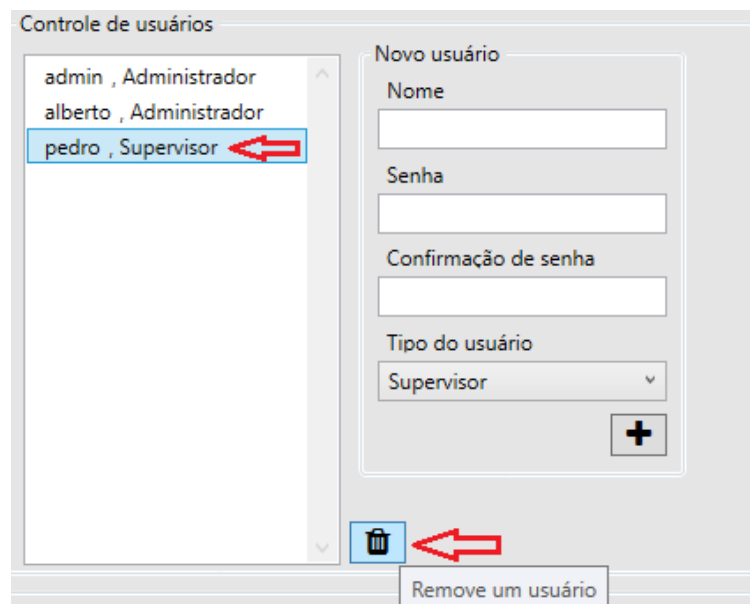 Controle de usuários
admin , Administrador
alberto , Administrador
pedro , Supervisor
Novo usuário
Nome
Senha
Confirmação de senha
Tipo do usuário
Supervisor
Remove um usuário